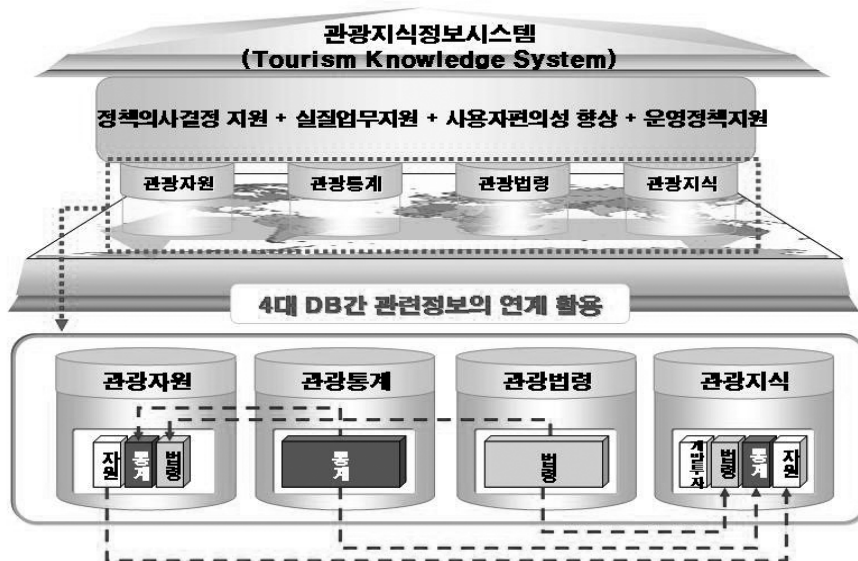 관광지식정보시스템
(Tourism Knowledge System)
정책의사결정 지원 + 실질업무지원 + 사용자편의성 향상 + 운영정책지원
관광자원 관광통계 관광법령 관광지식
4대 DB간 관련정보의 연계 활용
관광자원 관광통계 관광법령 관광지식
자원 통계 법령 통계 법령 개발투자 법령 통계 자원